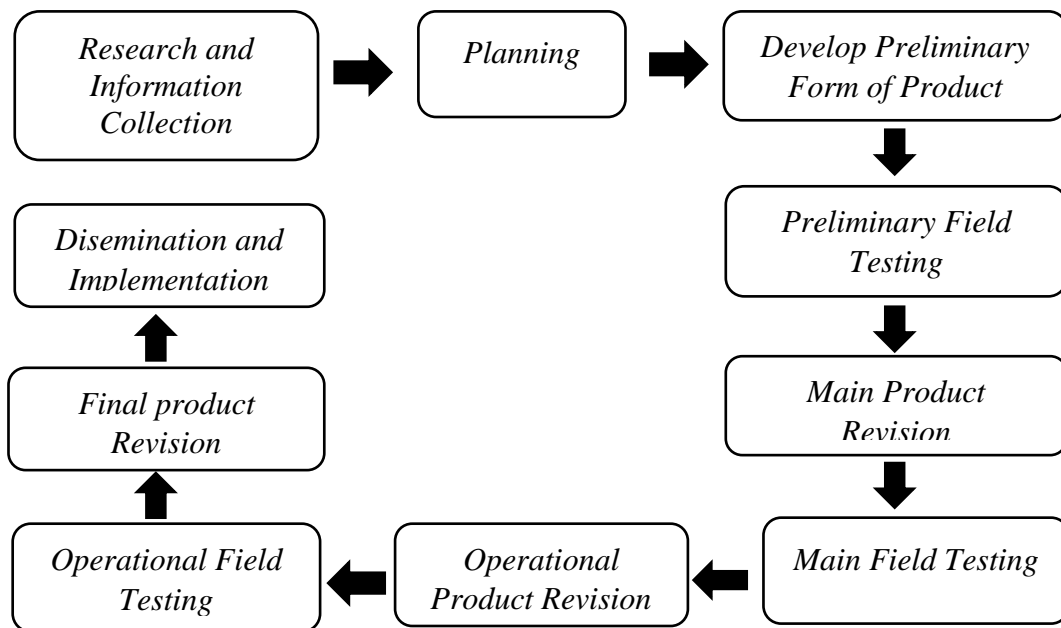 Research and
Information
Collection
Planning
Develop Preliminary
Form of Product
Preliminary Field
Testing
Main Product
Revision
Main Field Testing
Operational
Product Revision
Operational Field
Testing
Final product
Revision
Disemination and
Implementation